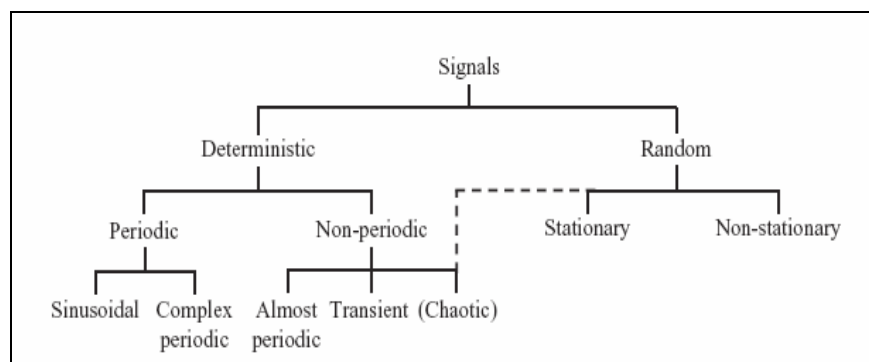 Signals
Deterministic Random
Periodic Non-periodic Stationary Non-stationary
Sinusoidal Complex periodic Almost periodic Transient (Chaotic)